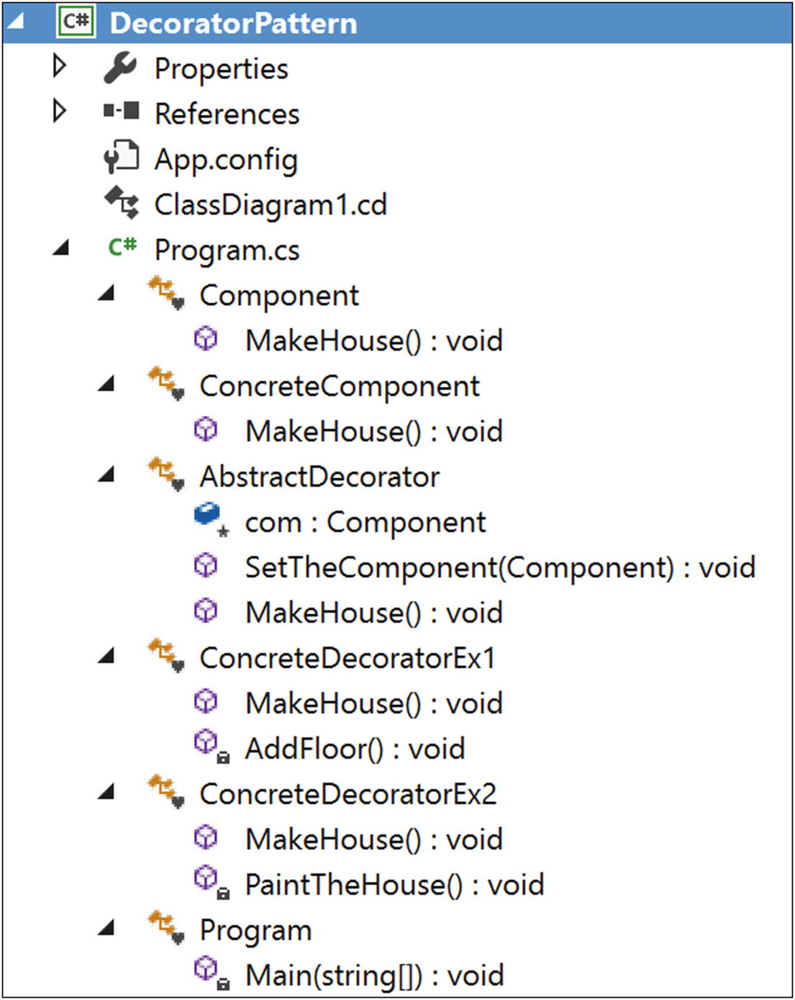 C# DecoratorPattern
Properties
References
App.config
ClassDiagram1.cd
C# Program.cs
Component
MakeHouse() : void
ConcreteComponent
MakeHouse() : void
AbstractDecorator
com : Component
SetTheComponent(Component) : void
MakeHouse() : void
ConcreteDecoratorEx1
MakeHouse() : void
AddFloor() : void
ConcreteDecoratorEx2
MakeHouse() : void
PaintTheHouse() : void
Program
Main(string[]) : void